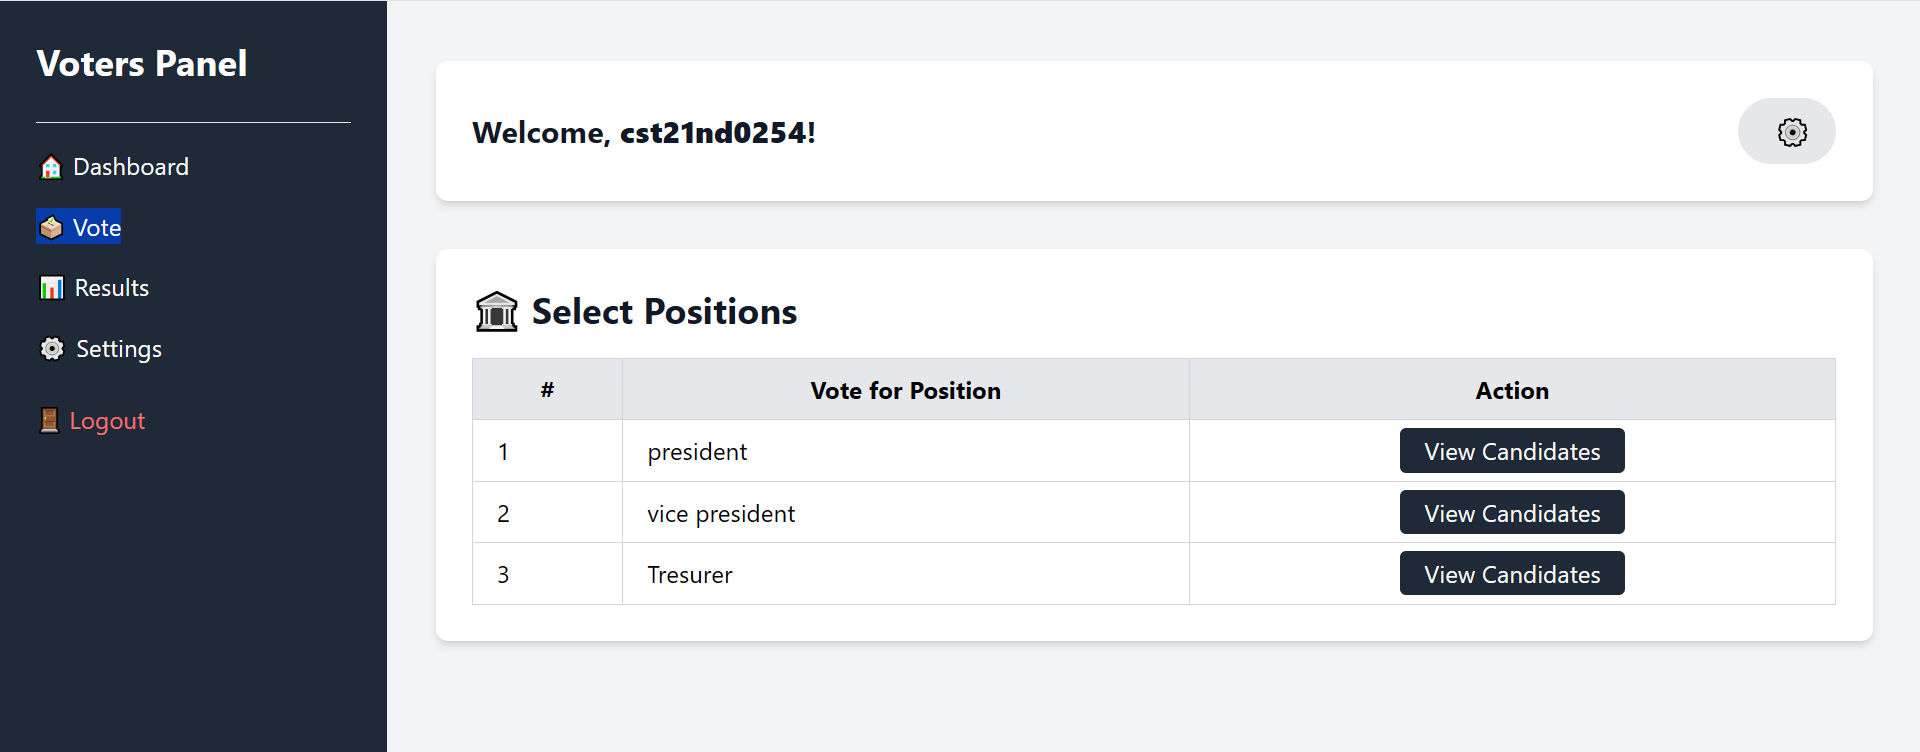 Voters Panel
Dashboard
Vote
Results
Settings
Logout
Welcome, cst21nd0254!
Select Positions
# Vote for Position Action
1 president View Candidates
2 vice president View Candidates
3 Tresurer View Candidates